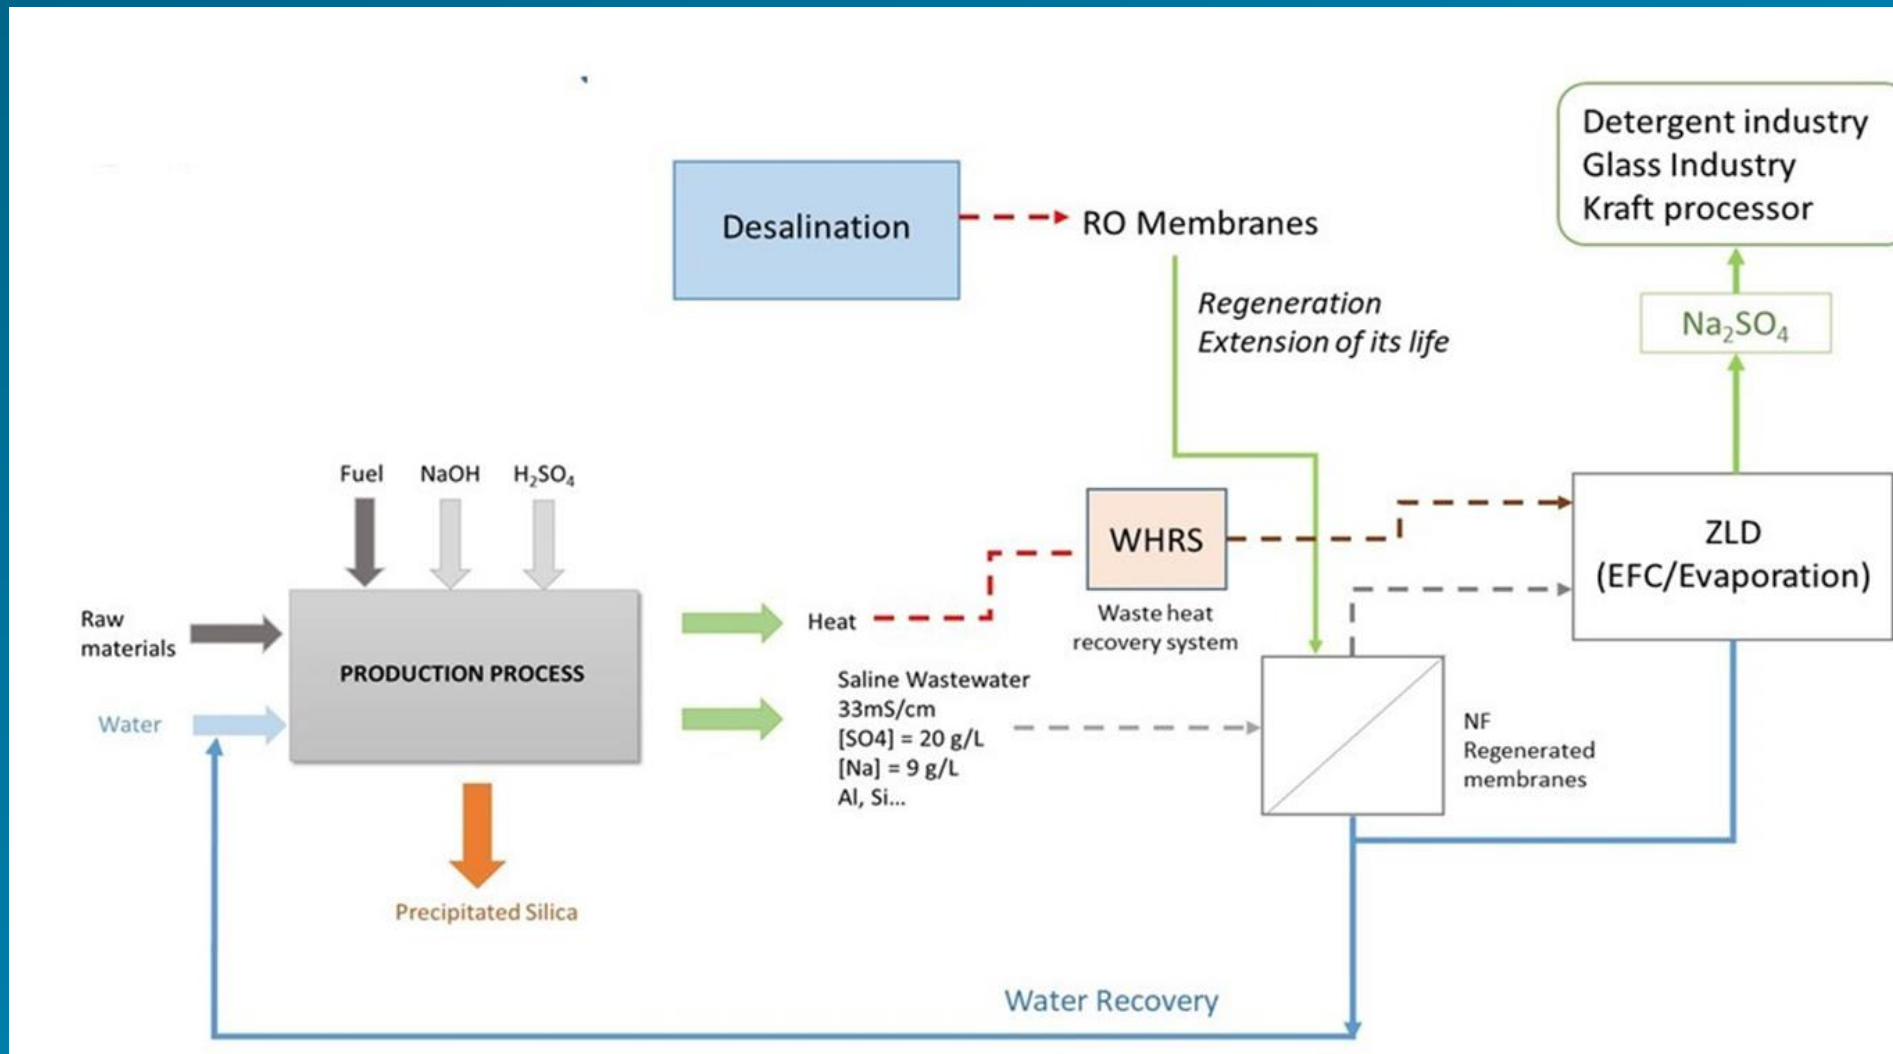 Detergent industry
Glass Industry
Kraft processor
Desalination
RO Membranes
Regeneration
Extension of its life
Na₂SO₄
Fuel
NaOH
H₂SO₄
WHRS
ZLD
(EFC/Evaporation)
Raw
materials
Heat
Waste heat
recovery system
PRODUCTION PROCESS
Saline Wastewater
33mS/cm
[SO4] = 20 g/L
[Na] = 9 g/L
Al, Si...
Water
NF
Regenerated
membranes
Precipitated Silica
Water Recovery